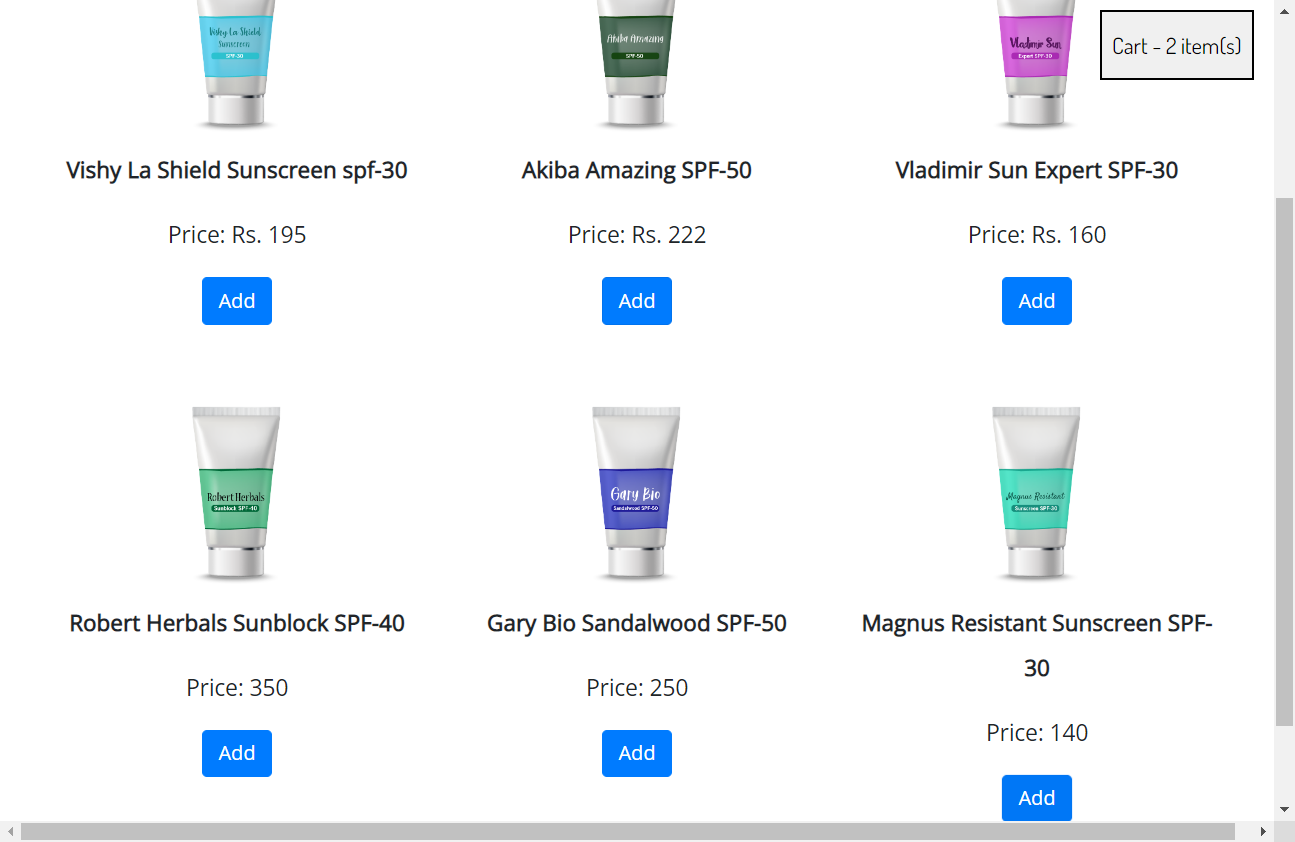 Vishy La Shield
Sunscreen
SPF-30
Akiba Amazing
SPF-50
Vladimir Sun
Expert SPF-30
Cart - 2 item(s)
Vishy La Shield Sunscreen spf-30
Akiba Amazing SPF-50
Vladimir Sun Expert SPF-30
Price: Rs. 195
Price: Rs. 222
Price: Rs. 160
Add
Add
Add
Robert Herbals
Sunblock SPF-40
Gary Bio
Sandalwood SPF-50
Magnus Resistant
Sunscreen SPF-30
Robert Herbals Sunblock SPF-40
Gary Bio Sandalwood SPF-50
Magnus Resistant Sunscreen SPF-
30
Price: 350
Price: 250
Price: 140
Add
Add
Add